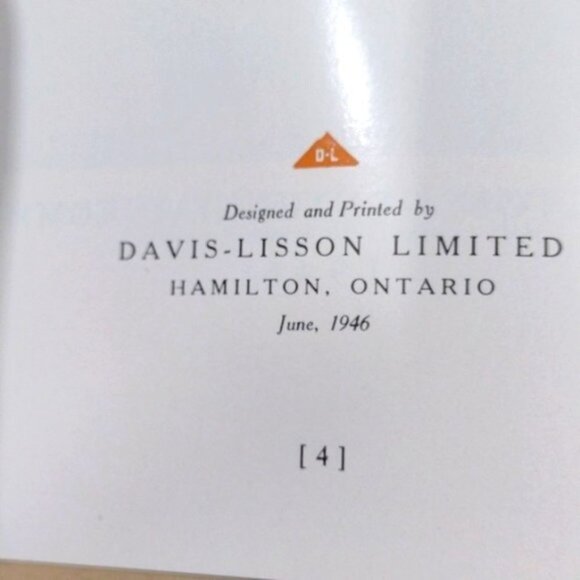 D-L
Designed and Printed by
DAVIS-LISSON LIMITED
HAMILTON, ONTARIO
June, 1946
[ 4 ]